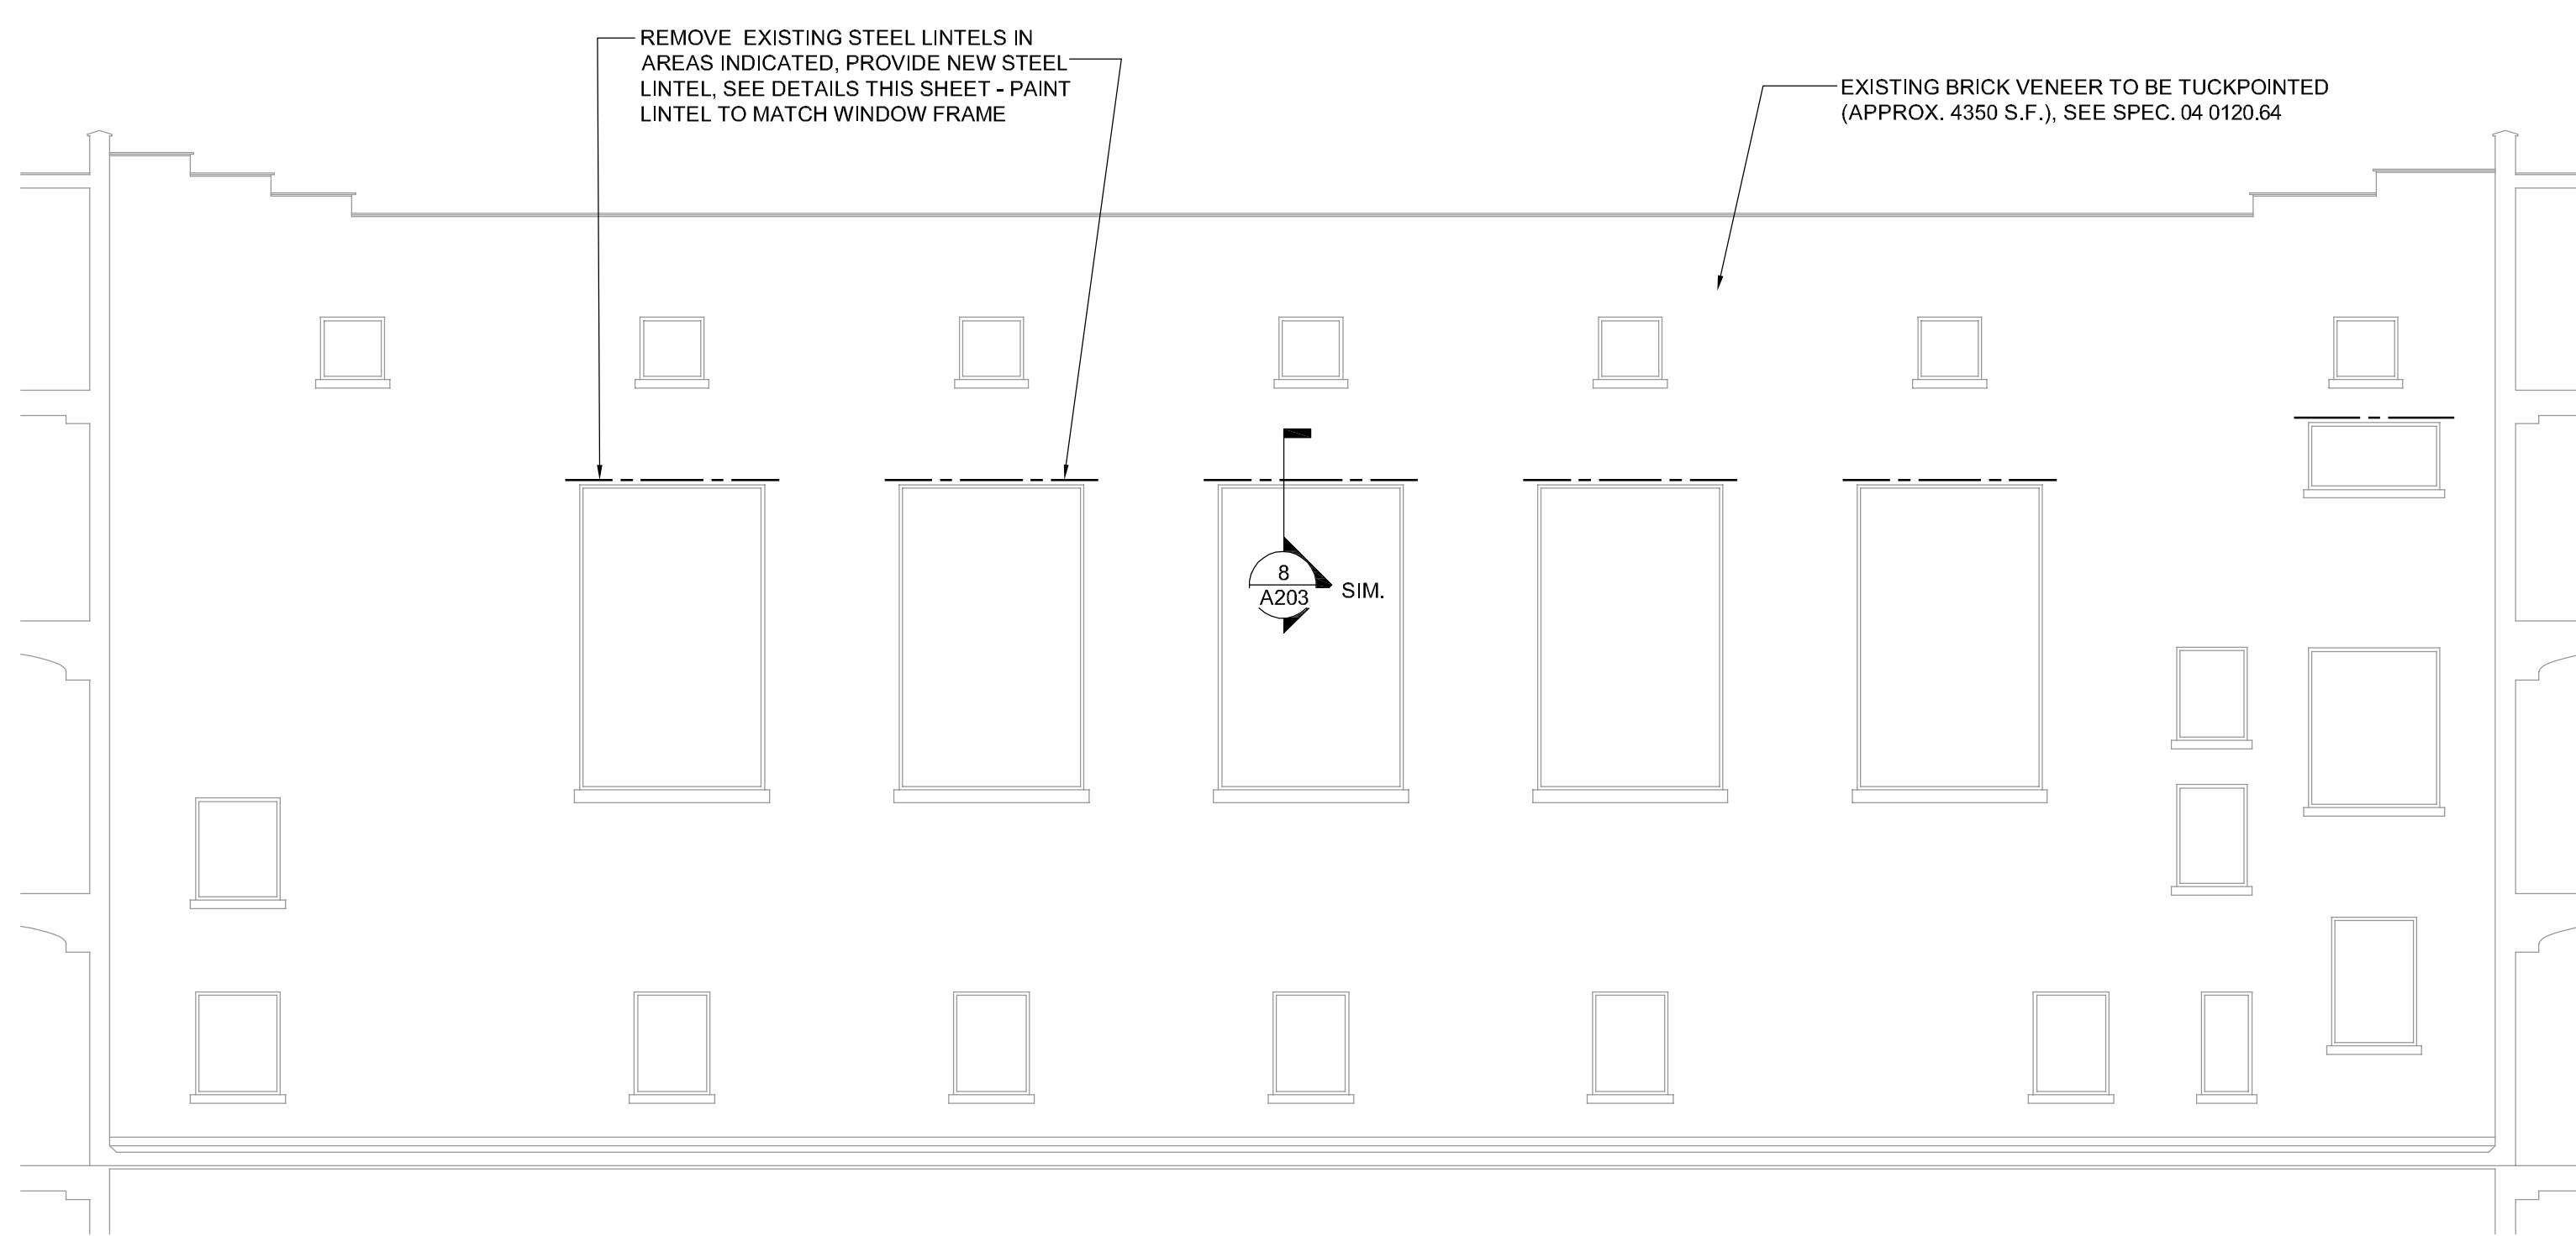 REMOVE EXISTING STEEL LINTELS IN
AREAS INDICATED, PROVIDE NEW STEEL
LINTEL, SEE DETAILS THIS SHEET - PAINT
LINTEL TO MATCH WINDOW FRAME
EXISTING BRICK VENEER TO BE TUCKPOINTED
(APPROX. 4350 S.F.), SEE SPEC. 04 0120.64
8
A203
SIM.